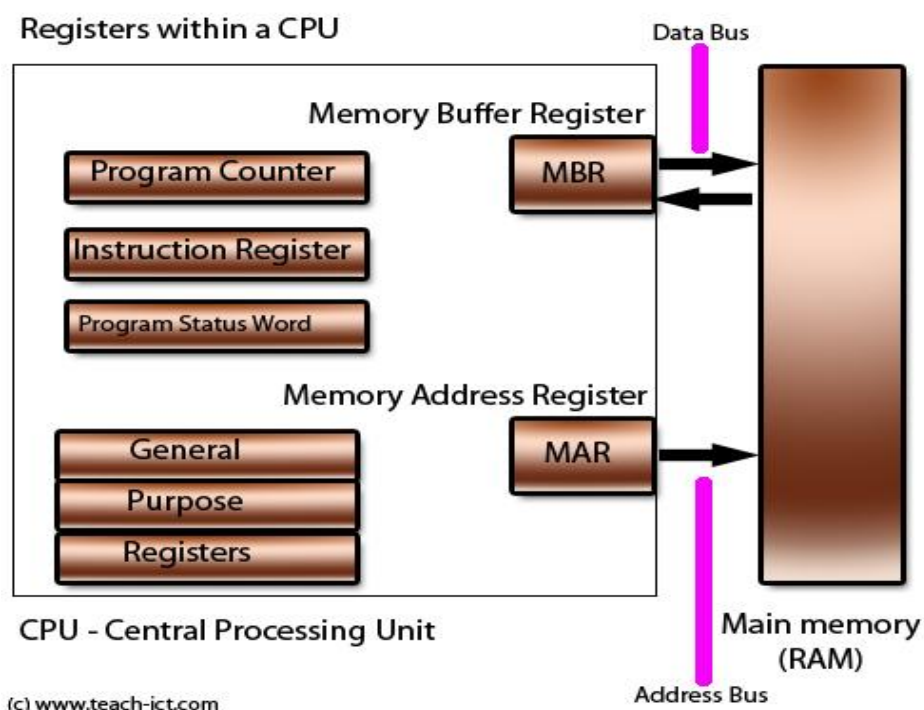 Registers within a CPU
Data Bus
Memory Buffer Register
MBR
Program Counter
Instruction Register
Program Status Word
Memory Address Register
MAR
General
Purpose
Registers
CPU - Central Processing Unit
Main memory
(RAM)
Address Bus
(c) www.teach-ict.com